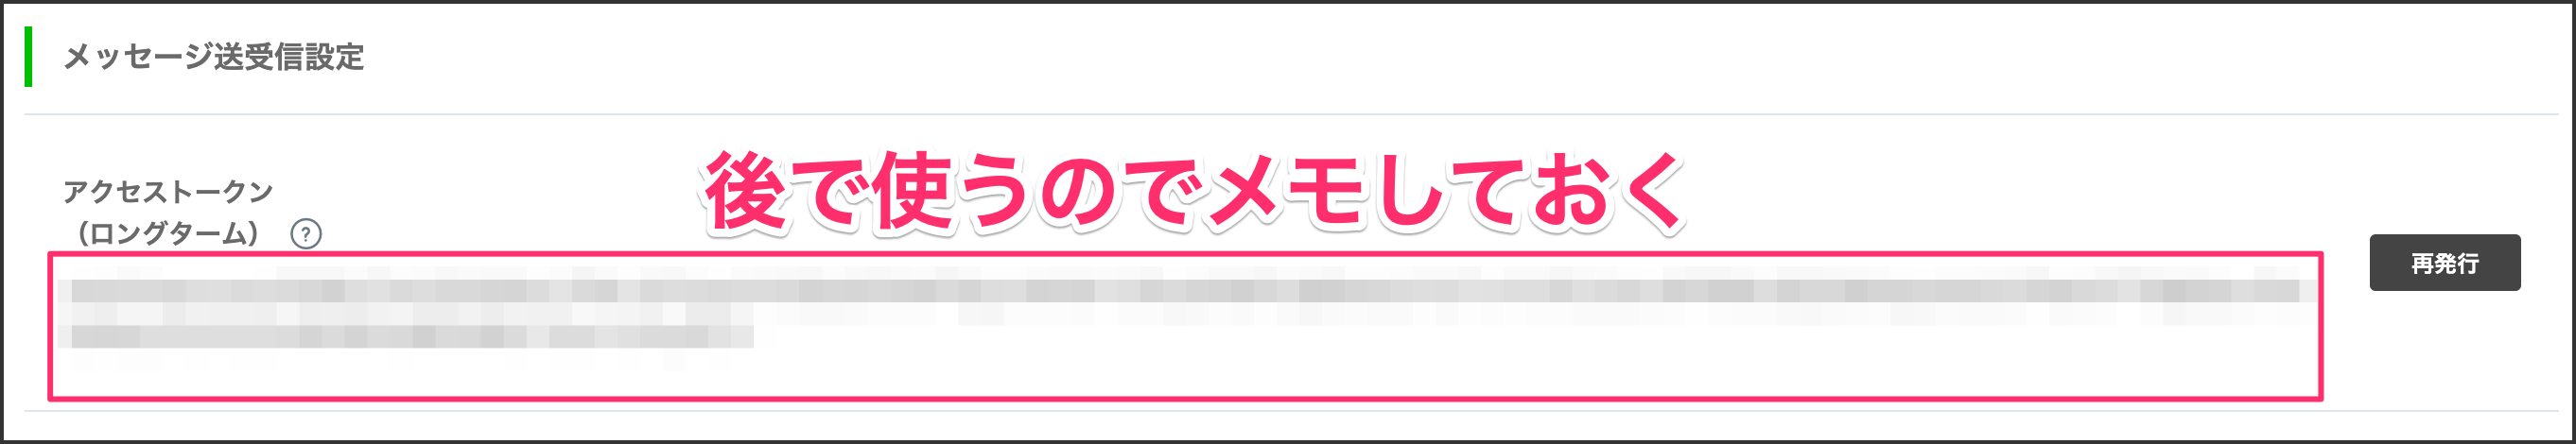 メッセージ送受信設定
後で使うのでメモしておく
アクセストークン
（ロングターム） ?
再発行